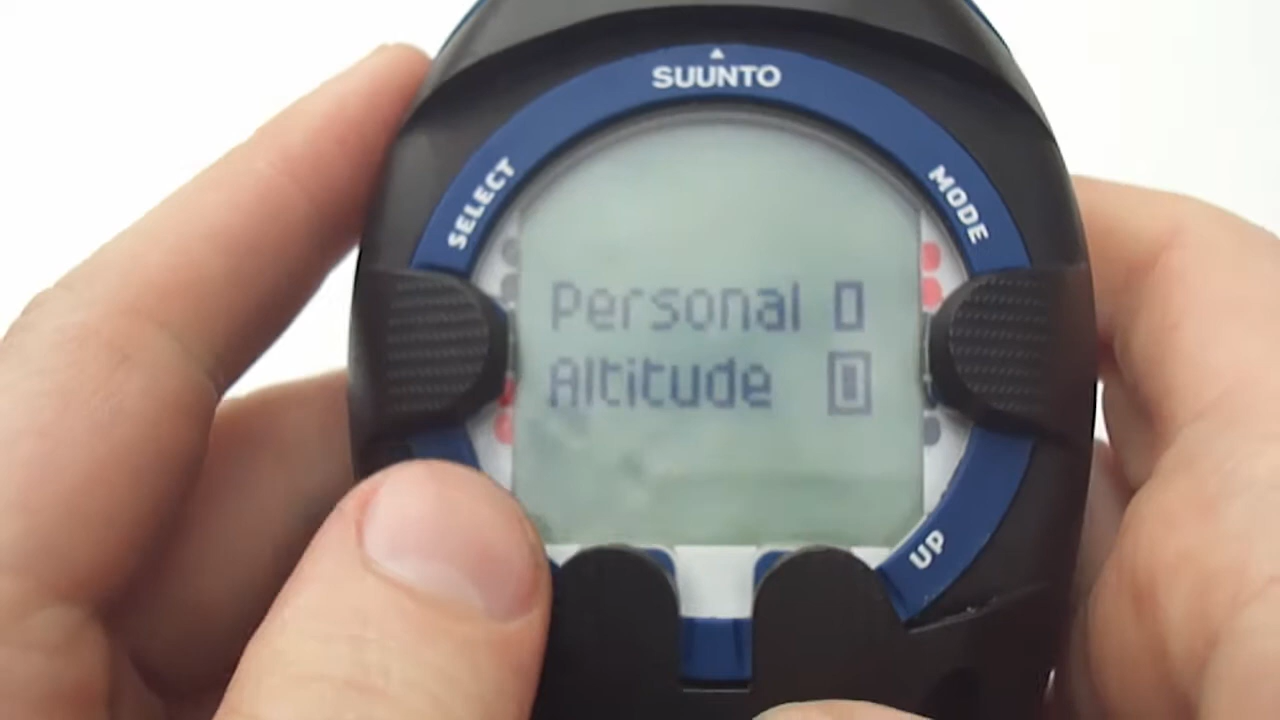 SUUNTO
SELECT
MODE
Personal 0
Altitude 0
UP